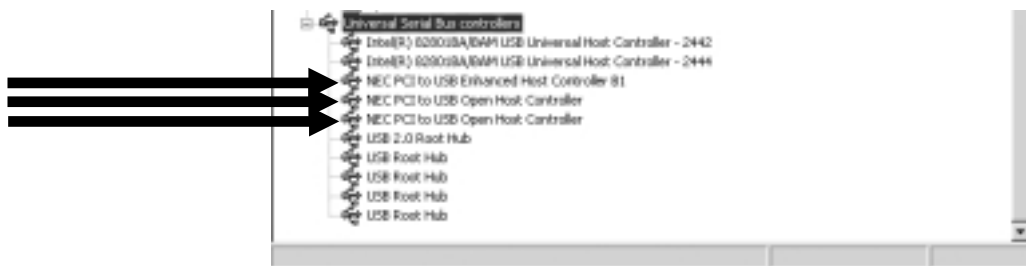 Universal Serial Bus controllers
Intel(R) 82801BA/BAM USB Universal Host Controller - 2442
Intel(R) 82801BA/BAM USB Universal Host Controller - 2444
NEC PCI to USB Enhanced Host Controller B1
NEC PCI to USB Open Host Controller
NEC PCI to USB Open Host Controller
USB 2.0 Root Hub
USB Root Hub
USB Root Hub
USB Root Hub
USB Root Hub